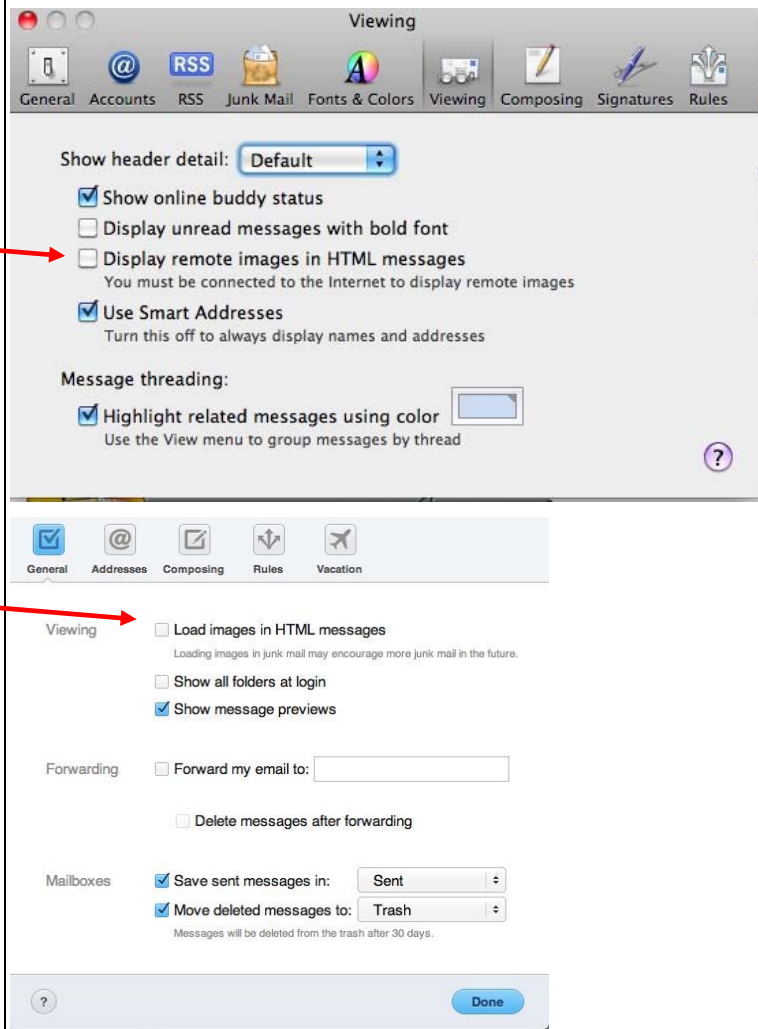 Viewing
RSS
General Accounts RSS Junk Mail Fonts & Colors Viewing Composing Signatures Rules
Show header detail: Default
Show online buddy status
Display unread messages with bold font
Display remote images in HTML messages
You must be connected to the Internet to display remote images
Use Smart Addresses
Turn this off to always display names and addresses
Message threading:
Highlight related messages using color
Use the View menu to group messages by thread
?
General Addresses Composing Rules Vacation
Viewing Load images in HTML messages
Loading images in junk mail may encourage more junk mail in the future.
Show all folders at login
Show message previews
Forwarding Forward my email to:
Delete messages after forwarding
Mailboxes Save sent messages in: Sent
Move deleted messages to: Trash
Messages will be deleted from the trash after 30 days.
? Done